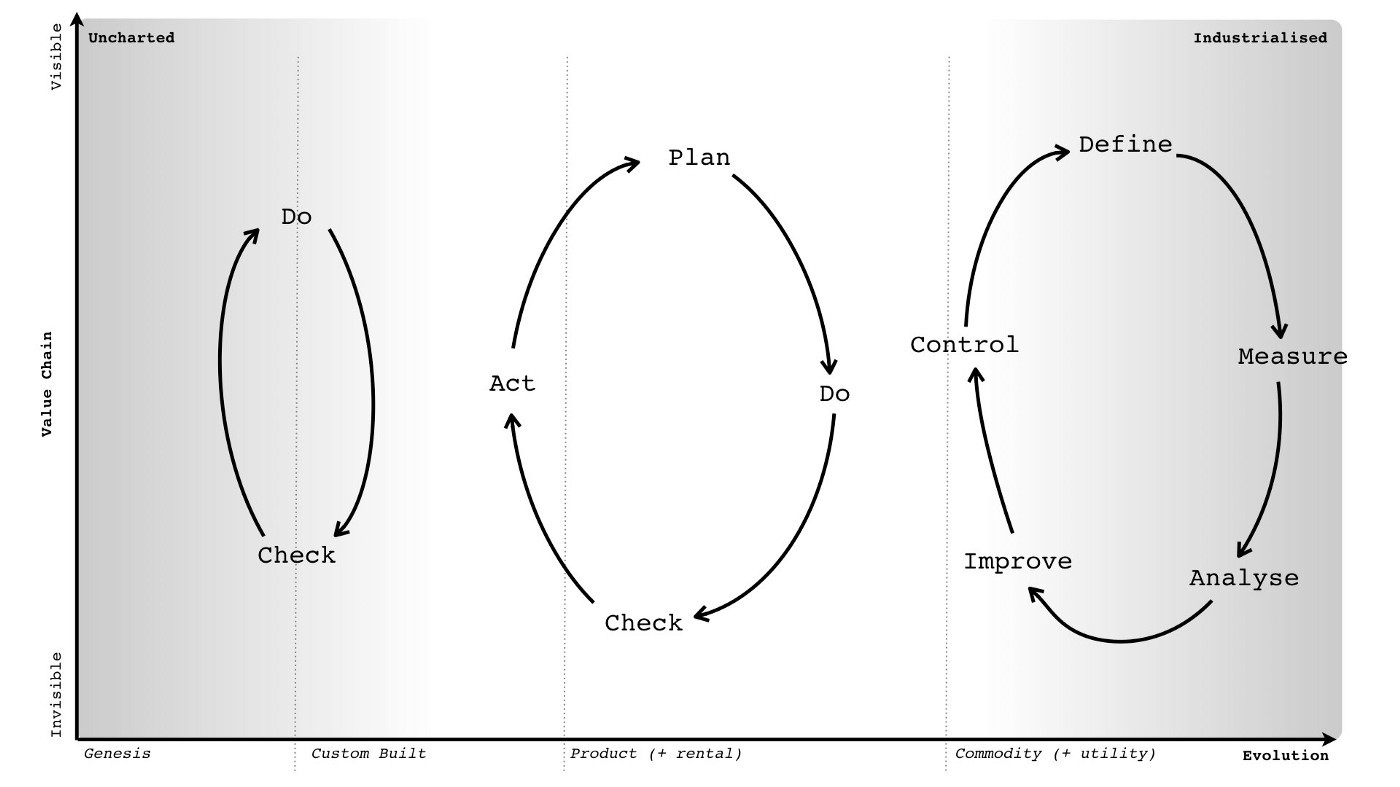 Visible
Uncharted
Industrialised
Define
Plan
Do
Control
Measure
Value Chain
Act
Do
Check
Improve
Analyse
Check
Invisible
Genesis
Custom Built
Product (+ rental)
Commodity (+ utility)
Evolution